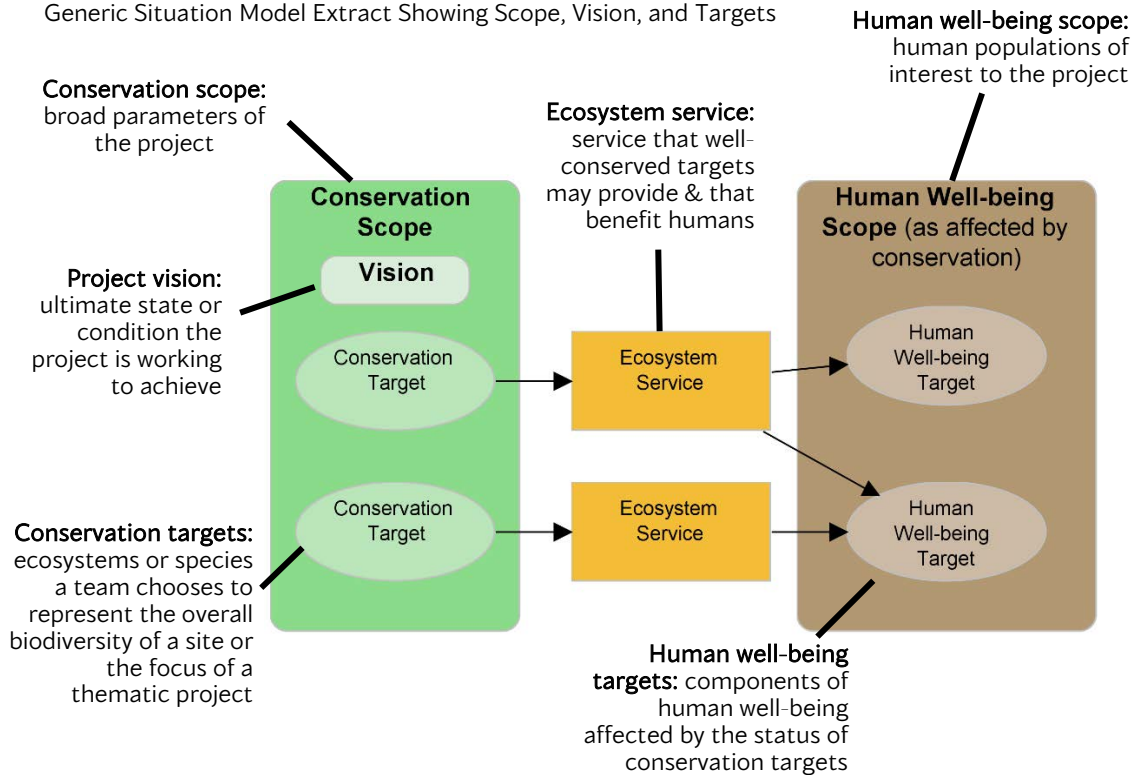 Generic Situation Model Extract Showing Scope, Vision, and Targets
Human well-being scope:
human populations of
interest to the project
Conservation scope:
broad parameters of
the project
Ecosystem service:
service that well-
conserved targets
may provide & that
benefit humans
Conservation
Scope
Human Well-being
Scope (as affected by
conservation)
Vision
Project vision:
ultimate state or
condition the
project is working
to achieve
Conservation
Target
Ecosystem
Service
Human
Well-being
Target
Conservation
Target
Ecosystem
Service
Human
Well-being
Target
Conservation targets:
ecosystems or species
a team chooses to
represent the overall
biodiversity of a site or
the focus of a
thematic project
Human well-being
targets: components of
human well-being
affected by the status of
conservation targets